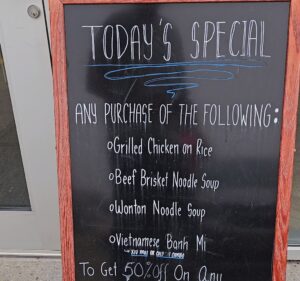 TODAY'S SPECIAL
ANY PURCHASE OF THE FOLLOWING:
Grilled Chicken on Rice
Beef Brisket Noodle Soup
Wonton Noodle Soup
Vietnamese Banh Mi
To Get 50% Off On Any